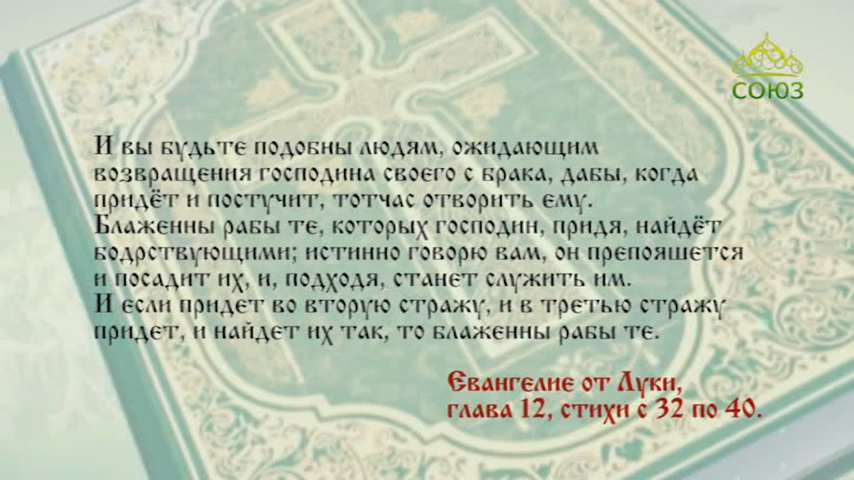 СОЮЗ
И вы будьте подобны людям, ожидающим
возвращения господина своего с брака, дабы, когда
придёт и постучит, тотчас отворить ему.
Блаженны рабы те, которых господин, придя, найдёт
бодрствующими; истинно говорю вам, он препояшется
и посадит их, и, подходя, станет служить им.
И если придет во вторую стражу, и в третью стражу
придет, и найдет их так, то блаженны рабы те.
Евангелие от Луки,
глава 12, стихи с 32 по 40.